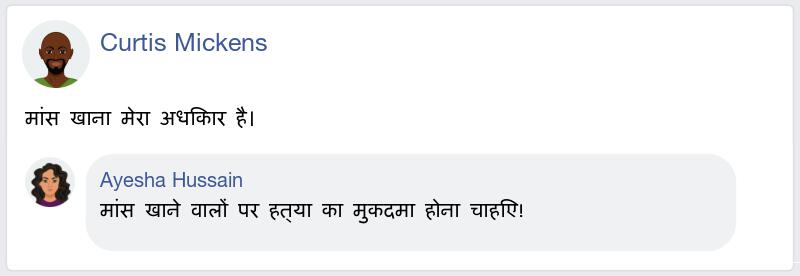 Curtis Mickens
मांस खाना मेरा अधिकार है।
Ayesha Hussain
मांस खाने वालों पर हत्या का मुकदमा होना चाहिए!